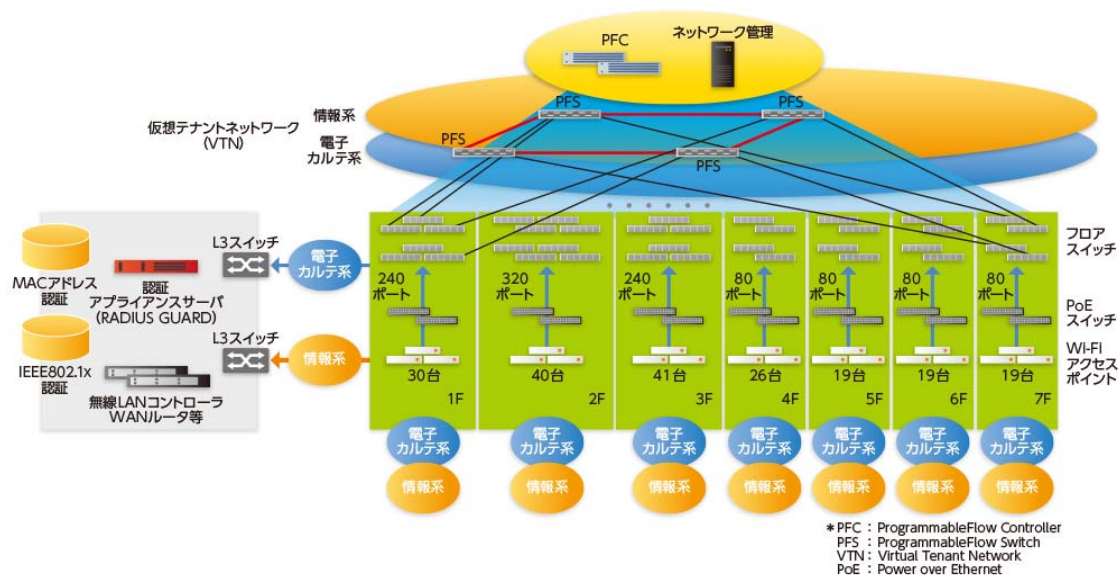 PFC
ネットワーク管理
PFS
PFS
情報系
仮想テナントネットワーク
(VTN)
電子
カルテ系
PFS
PFS
L3スイッチ
電子
カルテ系
MACアドレス
認証
認証
アプライアンスサーバ
(RADIUS GUARD)
L3スイッチ
情報系
IEEE802.1x
認証
無線LANコントローラ
WANルータ等
フロア
スイッチ
240
ポート
320
ポート
240
ポート
80
ポート
80
ポート
80
ポート
80
ポート
PoE
スイッチ
Wi-Fi
アクセス
ポイント
30台
40台
41台
26台
19台
19台
19台
1F
2F
3F
4F
5F
6F
7F
電子
カルテ系
電子
カルテ系
電子
カルテ系
電子
カルテ系
電子
カルテ系
電子
カルテ系
電子
カルテ系
情報系
情報系
情報系
情報系
情報系
情報系
情報系
*PFC : ProgrammableFlow Controller
PFS : ProgrammableFlow Switch
VTN : Virtual Tenant Network
PoE : Power over Ethernet